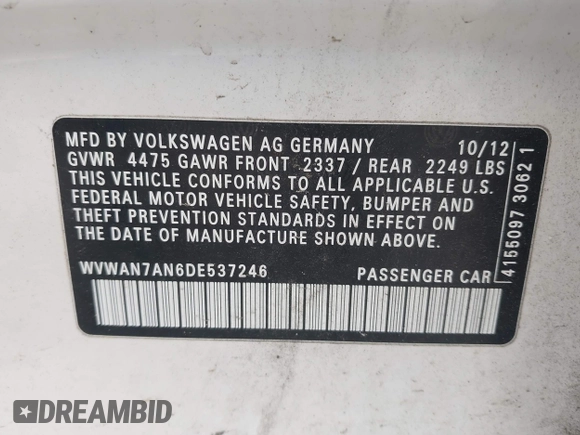 MFD BY VOLKSWAGEN AG GERMANY 10/12
GVWR 4475 GAWR FRONT 2337 / REAR 2249 LBS
THIS VEHICLE CONFORMS TO ALL APPLICABLE U.S.
FEDERAL MOTOR VEHICLE SAFETY, BUMPER AND
THEFT PREVENTION STANDARDS IN EFFECT ON
THE DATE OF MANUFACTURE SHOWN ABOVE.
WVWAN7AN6DE537246 PASSENGER CAR
4155097 3062 1
DREAMBID